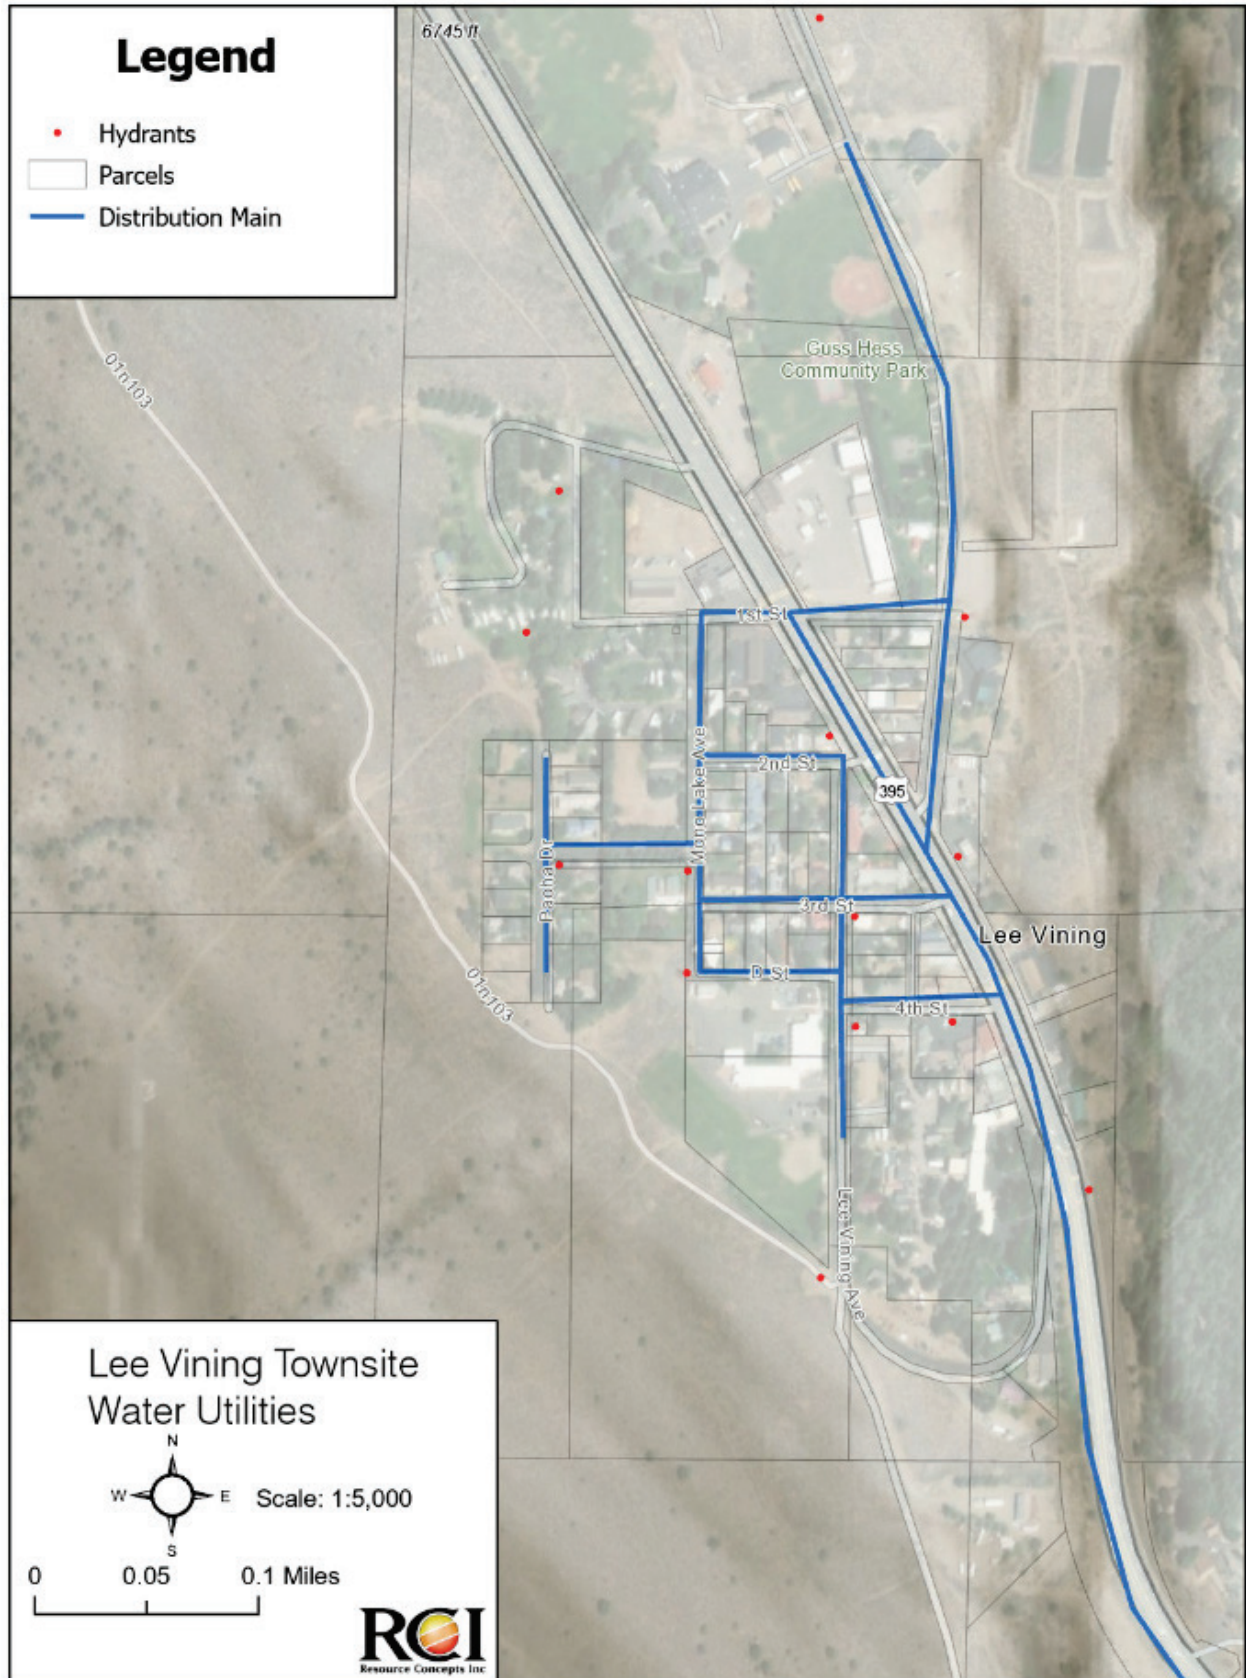 Legend
Hydrants
Parcels
Distribution Main
6745 ft
01n103
Guss Hess
Community Park
1st St
Mono Lake Ave
2nd St
395
Paoha Dr
3rd St
Lee Vining
D St
01n103
4th St
Lee Vining Ave
Lee Vining Townsite
Water Utilities
N
W E
S
Scale: 1:5,000
0 0.05 0.1 Miles
RCI
Resource Concepts Inc